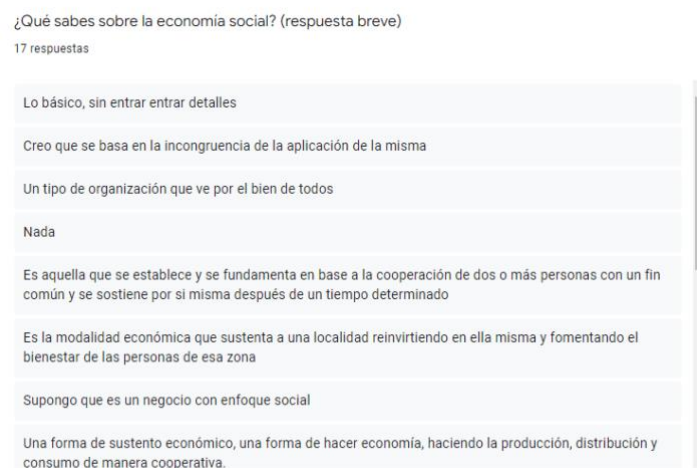 ¿Qué sabes sobre la economía social? (respuesta breve)
17 respuestas
Lo básico, sin entrar entrar detalles
Creo que se basa en la incongruencia de la aplicación de la misma
Un tipo de organización que ve por el bien de todos
Nada
Es aquella que se establece y se fundamenta en base a la cooperación de dos o más personas con un fin
común y se sostiene por si misma después de un tiempo determinado
Es la modalidad económica que sustenta a una localidad reinvirtiendo en ella misma y fomentando el
bienestar de las personas de esa zona
Supongo que es un negocio con enfoque social
Una forma de sustento económico, una forma de hacer economía, haciendo la producción, distribución y
consumo de manera cooperativa.